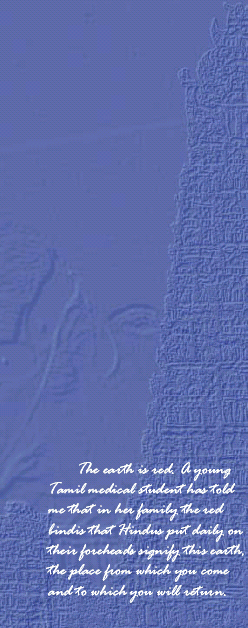 The earth is red. A young
Tamil medical student has told
me that in her family the red
bindis that Hindus put daily on
their foreheads signify this earth,
the place from which you come
and to which you will return.